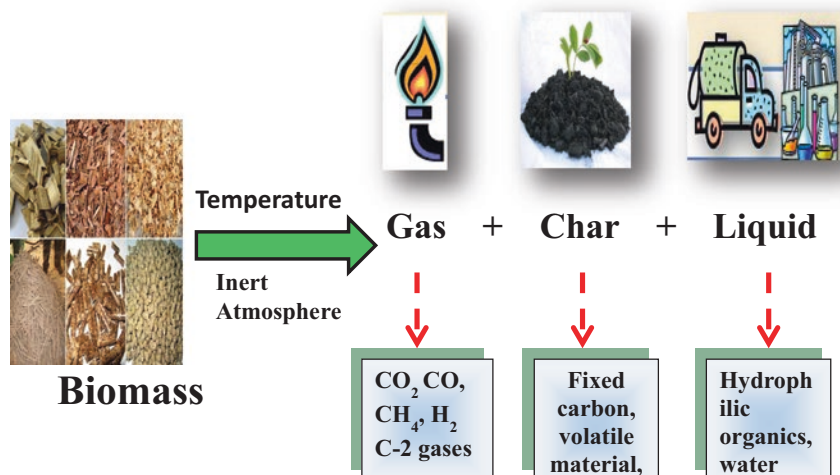 Temperature
Inert
Atmosphere
Biomass
Gas + Char + Liquid
CO₂ CO,
CH₄, H₂
C-2 gases
Fixed
carbon,
volatile
material,
Hydroph
ilic
organics,
water